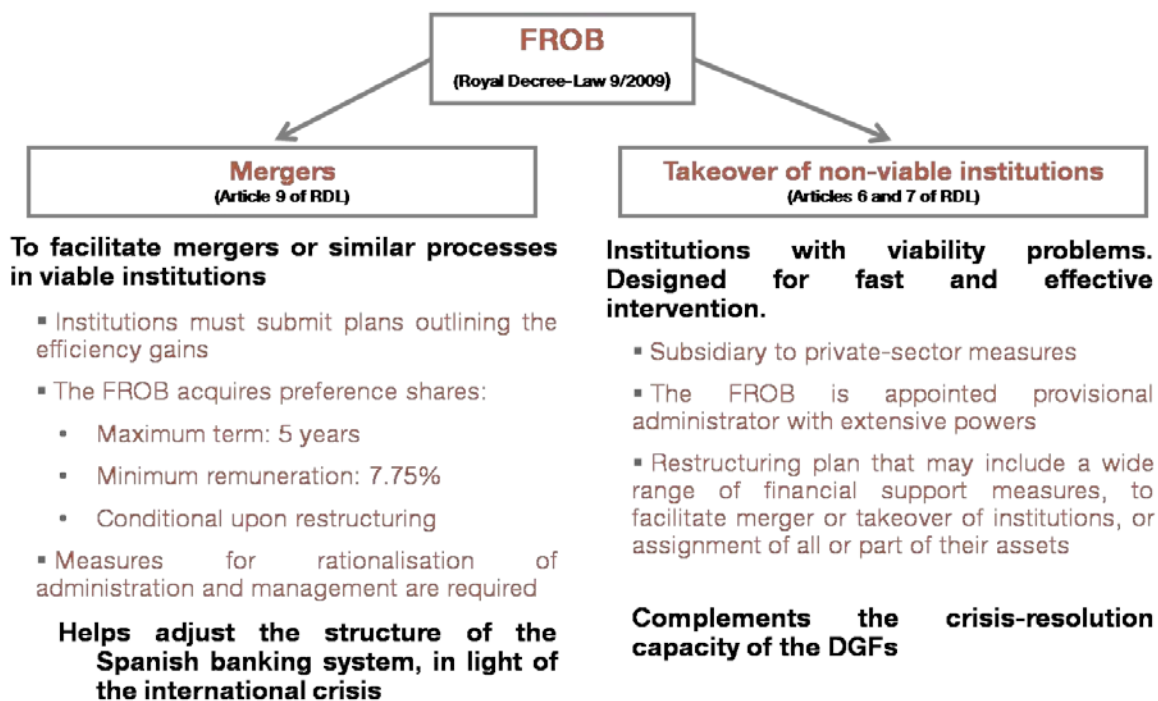 FROB
(Royal Decree-Law 9/2009)
Mergers
(Article 9 of RDL)
To facilitate mergers or similar processes
in viable institutions
▪ Institutions must submit plans outlining the
efficiency gains
▪ The FROB acquires preference shares:
• Maximum term: 5 years
• Minimum remuneration: 7.75%
• Conditional upon restructuring
▪ Measures for rationalisation of
administration and management are required
Helps adjust the structure of the
Spanish banking system, in light of
the international crisis
Takeover of non-viable institutions
(Articles 6 and 7 of RDL)
Institutions with viability problems.
Designed for fast and effective
intervention.
▪ Subsidiary to private-sector measures
▪ The FROB is appointed provisional
administrator with extensive powers
▪ Restructuring plan that may include a wide
range of financial support measures, to
facilitate merger or takeover of institutions, or
assignment of all or part of their assets
Complements the crisis-resolution
capacity of the DGFs